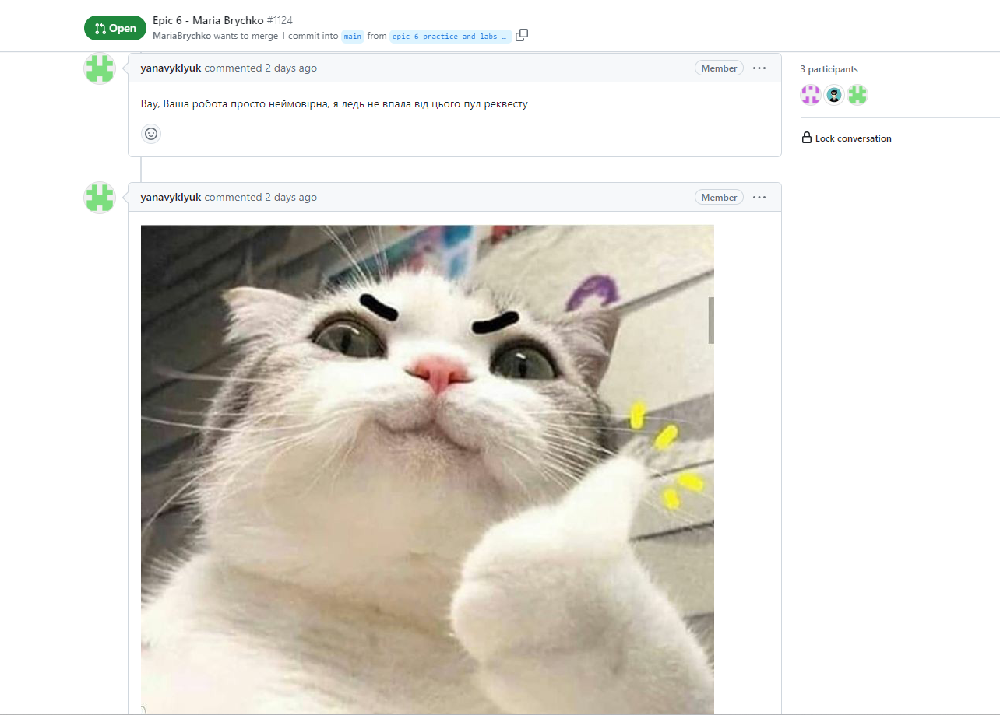 Open
Epic 6 - Maria Brychko #1124
MariaBrychko wants to merge 1 commit into main from epic_6_practice_and_labs_…
yanavyklyuk commented 2 days ago
Member
Вау, Ваша робота просто неймовірна, я ледь не впала від цього пул реквесту
yanavyklyuk commented 2 days ago
Member
3 participants
Lock conversation